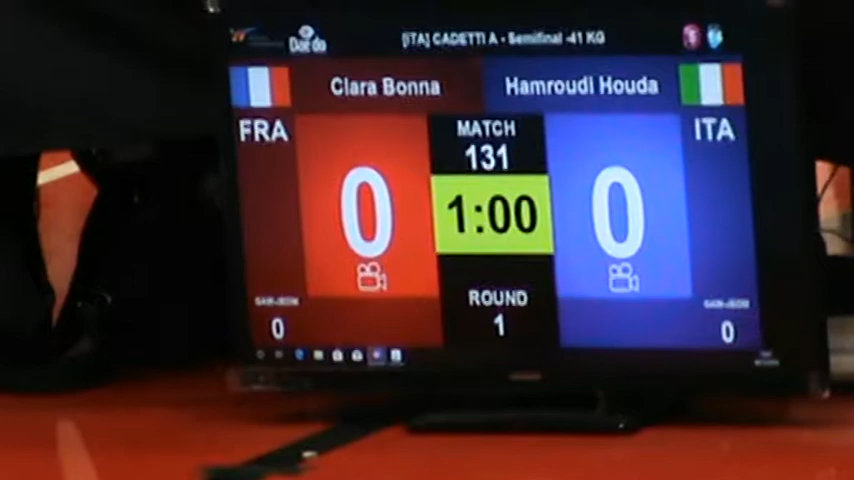 Daedo
[ITA] CADETTI A - Semifinal -41 KG
Clara Bonna
Hamroudi Houda
FRA
MATCH
ITA
131
0
1:00
0
ROUND
1
0
0